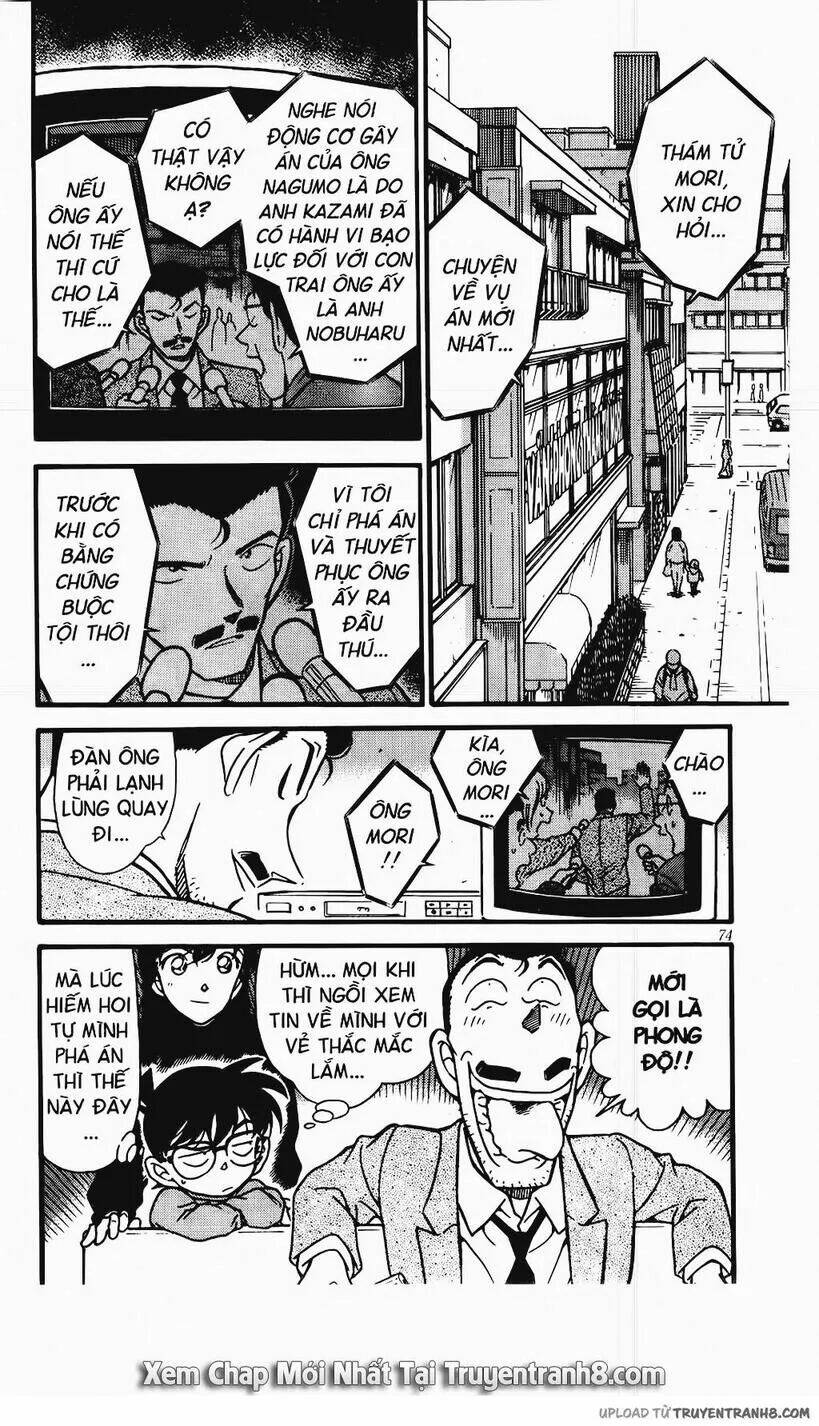 THÁM TỬ
MORI,
XIN CHO
HỎI...
CHUYỆN
VỀ VỤ
ÁN MỚI
NHẤT...
NGHE NÓI
ĐỘNG CƠ GÂY
ÁN CỦA ÔNG
NAGUMO LÀ DO
ANH KAZAMI ĐÃ
CÓ HÀNH VI BẠO
LỰC ĐỐI VỚI CON
TRAI ÔNG ẤY
LÀ ANH
NOBUHARU
...
CÓ
THẬT VẬY
KHÔNG
Ạ?
NẾU
ÔNG ẤY
NÓI THẾ
THÌ CỨ
CHO LÀ
THẾ...
VÌ TÔI
CHỈ PHÁ ÁN
VÀ THUYẾT
PHỤC ÔNG
ẤY RA
ĐẦU
THÚ...
TRƯỚC
KHI CÓ
BẰNG
CHỨNG
BUỘC
TỘI THÔI
...
CHÀO
...
KÌA,
ÔNG
MORI
...
ÔNG
MORI
!!
ĐÀN ÔNG
PHẢI LẠNH
LÙNG QUAY
ĐI...
74
MỚI
GỌI LÀ
PHONG
ĐỘ!!
HỪM... MỌI KHI
THÌ NGỒI XEM
TIN VỀ MÌNH VỚI
VẺ THẮC MẮC
LẮM...
MÀ LÚC
HIẾM HOI
TỰ MÌNH
PHÁ ÁN
THÌ THẾ
NÀY ĐÂY
...
Xem Chap Mới Nhất Tại Truyentranh8.com
UPLOAD TỪ TRUYENTRANH8.COM